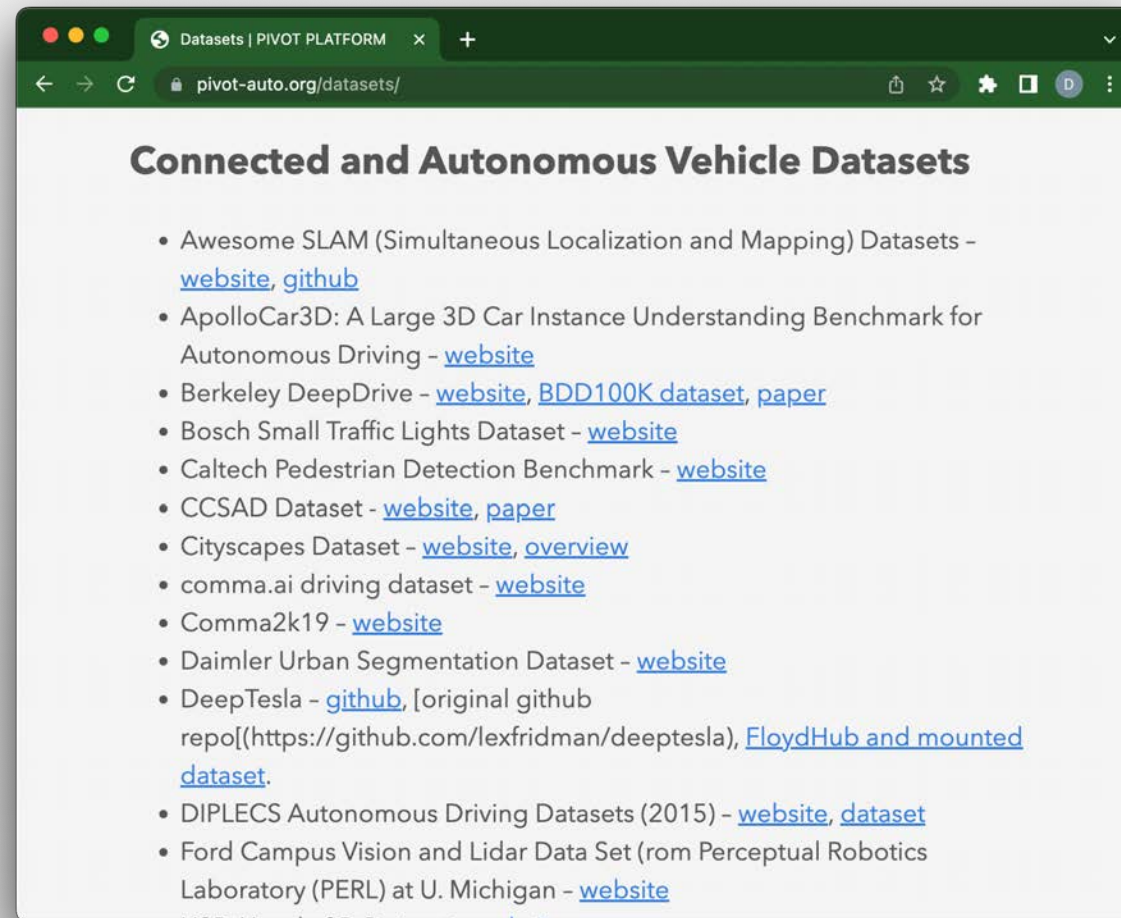 Datasets | PIVOT PLATFORM
pivot-auto.org/datasets/
D
Connected and Autonomous Vehicle Datasets
• Awesome SLAM (Simultaneous Localization and Mapping) Datasets –
website, github
• ApolloCar3D: A Large 3D Car Instance Understanding Benchmark for
Autonomous Driving – website
• Berkeley DeepDrive – website, BDD100K dataset, paper
• Bosch Small Traffic Lights Dataset – website
• Caltech Pedestrian Detection Benchmark – website
• CCSAD Dataset - website, paper
• Cityscapes Dataset – website, overview
• comma.ai driving dataset – website
• Comma2k19 – website
• Daimler Urban Segmentation Dataset – website
• DeepTesla – github, [original github
repo[(https://github.com/lexfridman/deeptesla), FloydHub and mounted
dataset.
• DIPLECS Autonomous Driving Datasets (2015) – website, dataset
• Ford Campus Vision and Lidar Data Set (rom Perceptual Robotics
Laboratory (PERL) at U. Michigan – website